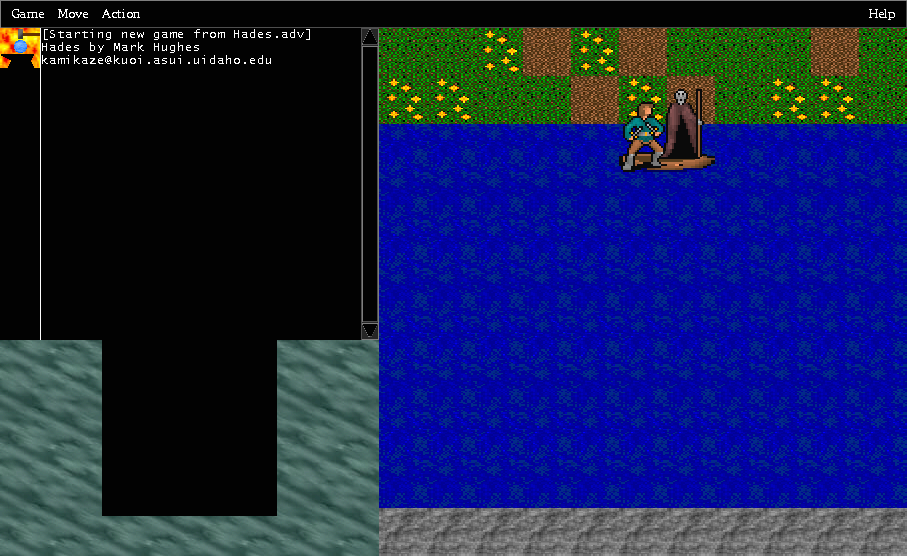 Game Move Action Help
[Starting new game from Hades.adv]
Hades by Mark Hughes
kamikaze@kuoi.asui.uidaho.edu